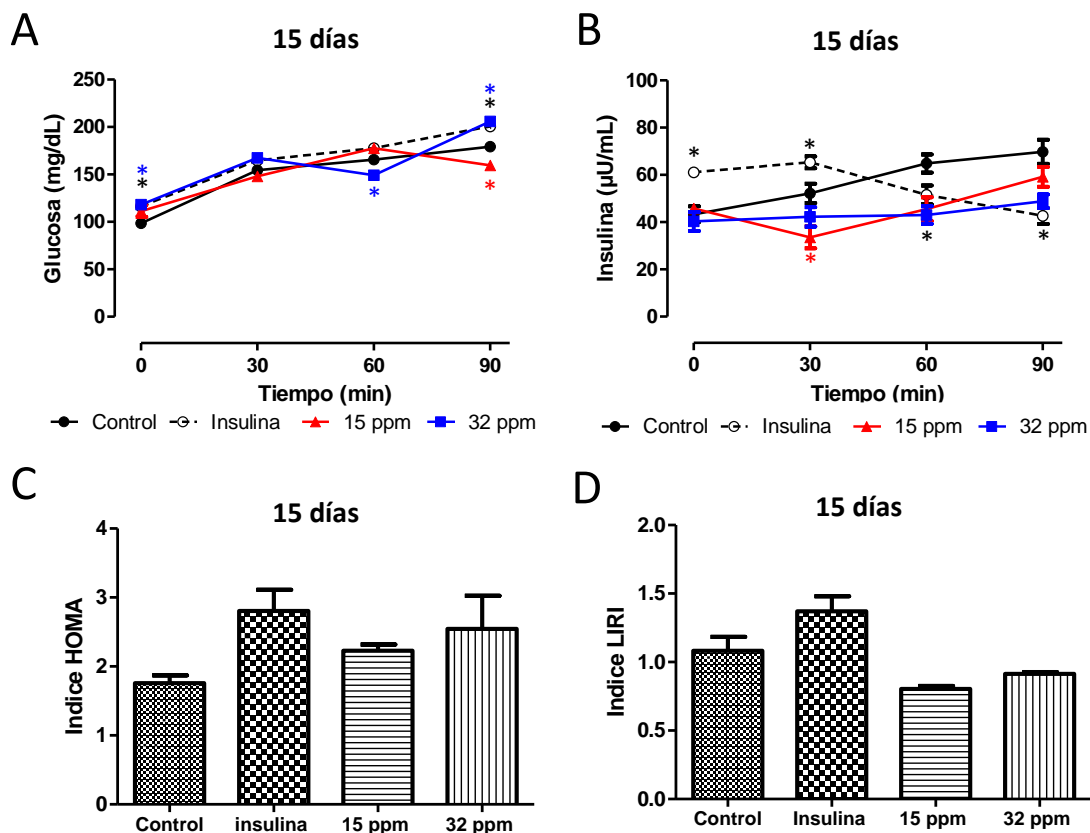 A
15 días
Glucosa (mg/dL)
250
200
150
100
50
0
* * * * * *
0 30 60 90
Tiempo (min)
Control Insulina 15 ppm 32 ppm
B
15 días
Insulina (µU/mL)
100
80
60
40
20
0
* * * * *
0 30 60 90
Tiempo (min)
Control Insulina 15 ppm 32 ppm
C
15 días
Indice HOMA
4
3
2
1
0
Control insulina 15 ppm 32 ppm
D
15 días
Indice LIRI
2.0
1.5
1.0
0.5
0.0
Control Insulina 15 ppm 32 ppm